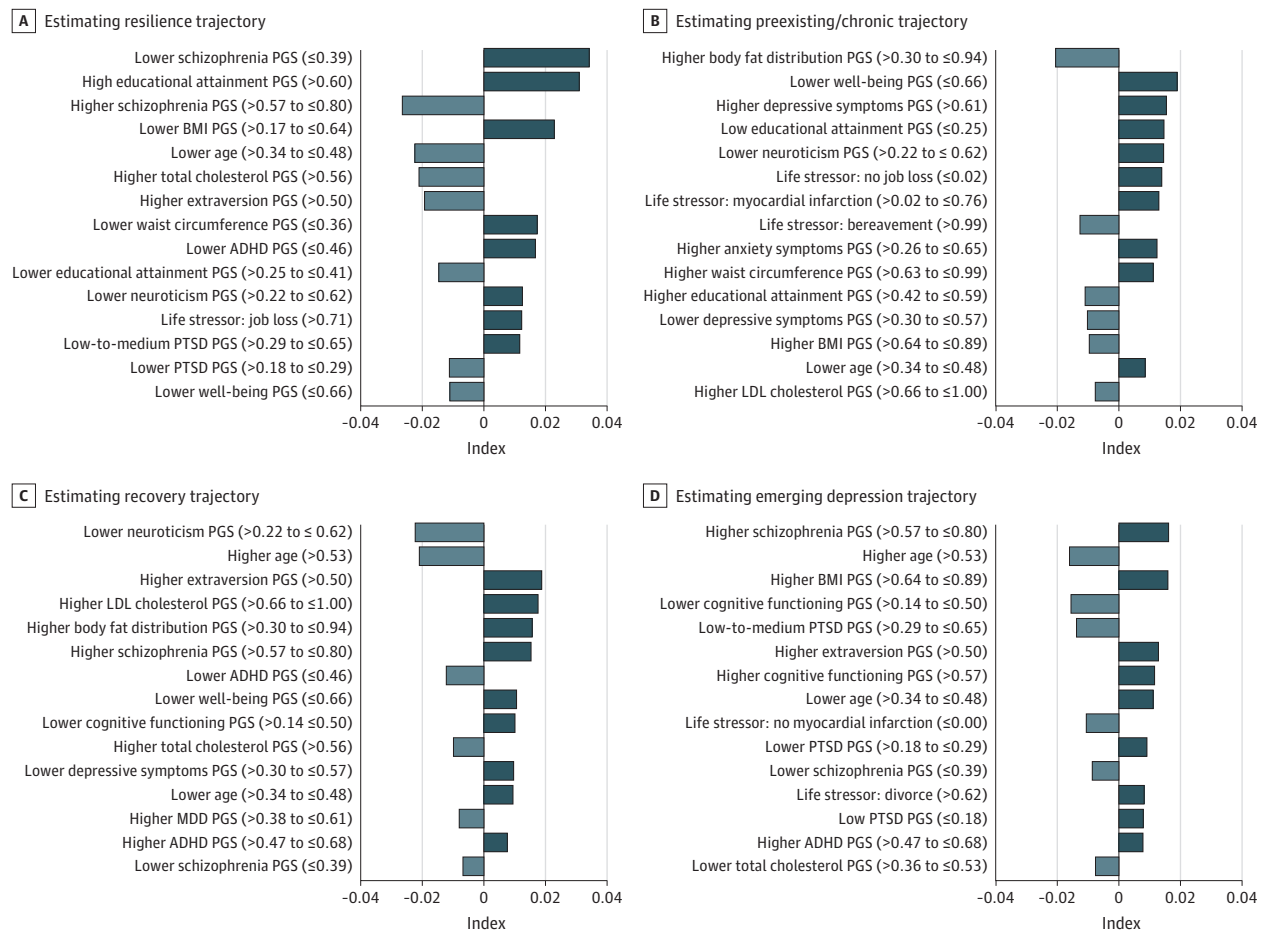 A Estimating resilience trajectory
Lower schizophrenia PGS (≤0.39)
High educational attainment PGS (>0.60)
Higher schizophrenia PGS (>0.57 to ≤0.80)
Lower BMI PGS (>0.17 to ≤0.64)
Lower age (>0.34 to ≤0.48)
Higher total cholesterol PGS (>0.56)
Higher extraversion PGS (>0.50)
Lower waist circumference PGS (≤0.36)
Lower ADHD PGS (≤0.46)
Lower educational attainment PGS (>0.25 to ≤0.41)
Lower neuroticism PGS (>0.22 to ≤0.62)
Life stressor: job loss (>0.71)
Low-to-medium PTSD PGS (>0.29 to ≤0.65)
Lower PTSD PGS (>0.18 to ≤0.29)
Lower well-being PGS (≤0.66)
-0.04 -0.02 0 0.02 0.04
Index
B Estimating preexisting/chronic trajectory
Higher body fat distribution PGS (>0.30 to ≤0.94)
Lower well-being PGS (≤0.66)
Higher depressive symptoms PGS (>0.61)
Low educational attainment PGS (≤0.25)
Lower neuroticism PGS (>0.22 to ≤ 0.62)
Life stressor: no job loss (≤0.02)
Life stressor: myocardial infarction (>0.02 to ≤0.76)
Life stressor: bereavement (>0.99)
Higher anxiety symptoms PGS (>0.26 to ≤0.65)
Higher waist circumference PGS (>0.63 to ≤0.99)
Higher educational attainment PGS (>0.42 to ≤0.59)
Lower depressive symptoms PGS (>0.30 to ≤0.57)
Higher BMI PGS (>0.64 to ≤0.89)
Lower age (>0.34 to ≤0.48)
Higher LDL cholesterol PGS (>0.66 to ≤1.00)
-0.04 -0.02 0 0.02 0.04
Index
C Estimating recovery trajectory
Lower neuroticism PGS (>0.22 to ≤ 0.62)
Higher age (>0.53)
Higher extraversion PGS (>0.50)
Higher LDL cholesterol PGS (>0.66 to ≤1.00)
Higher body fat distribution PGS (>0.30 to ≤0.94)
Higher schizophrenia PGS (>0.57 to ≤0.80)
Lower ADHD PGS (≤0.46)
Lower well-being PGS (≤0.66)
Lower cognitive functioning PGS (>0.14 ≤0.50)
Higher total cholesterol PGS (>0.56)
Lower depressive symptoms PGS (>0.30 to ≤0.57)
Lower age (>0.34 to ≤0.48)
Higher MDD PGS (>0.38 to ≤0.61)
Higher ADHD PGS (>0.47 to ≤0.68)
Lower schizophrenia PGS (≤0.39)
-0.04 -0.02 0 0.02 0.04
Index
D Estimating emerging depression trajectory
Higher schizophrenia PGS (>0.57 to ≤0.80)
Higher age (>0.53)
Higher BMI PGS (>0.64 to ≤0.89)
Lower cognitive functioning PGS (>0.14 to ≤0.50)
Low-to-medium PTSD PGS (>0.29 to ≤0.65)
Higher extraversion PGS (>0.50)
Higher cognitive functioning PGS (>0.57)
Lower age (>0.34 to ≤0.48)
Life stressor: no myocardial infarction (≤0.00)
Lower PTSD PGS (>0.18 to ≤0.29)
Lower schizophrenia PGS (≤0.39)
Life stressor: divorce (>0.62)
Low PTSD PGS (≤0.18)
Higher ADHD PGS (>0.47 to ≤0.68)
Lower total cholesterol PGS (>0.36 to ≤0.53)
-0.04 -0.02 0 0.02 0.04
Index